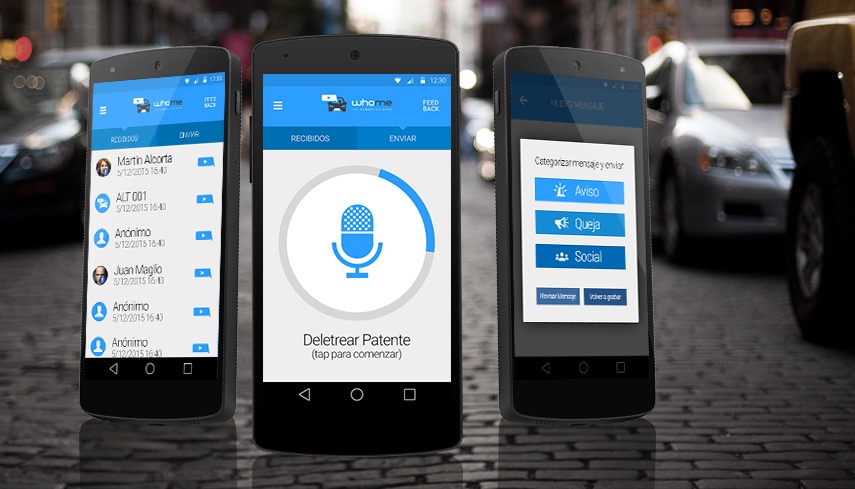 12:30
whome
FEED
BACK
RECIBIDOS
ENVIAR
Martin Alcorta
5/12/2015 16:40
ALT 001
5/12/2015 16:40
Anónimo
5/12/2015 16:40
Juan Maglio
5/12/2015 16:40
Anónimo
5/12/2015 16:40
Anónimo
5/12/2015 16:40
12:30
whome
FEED
BACK
RECIBIDOS
ENVIAR
Deletrear Patente
(tap para comenzar)
12:30
NUEVO MENSAJE
Categorizar mensaje y enviar
Aviso
Queja
Social
Revisar Mensaje
Volver a grabar